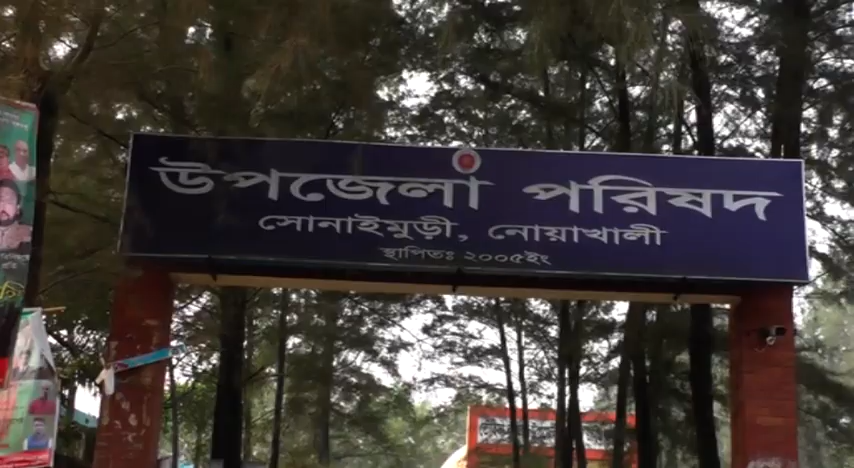 উপজেলা পরিষদ
সোনাইমুড়ী, নোয়াখালী
স্থাপিতঃ ২০০৫ইং